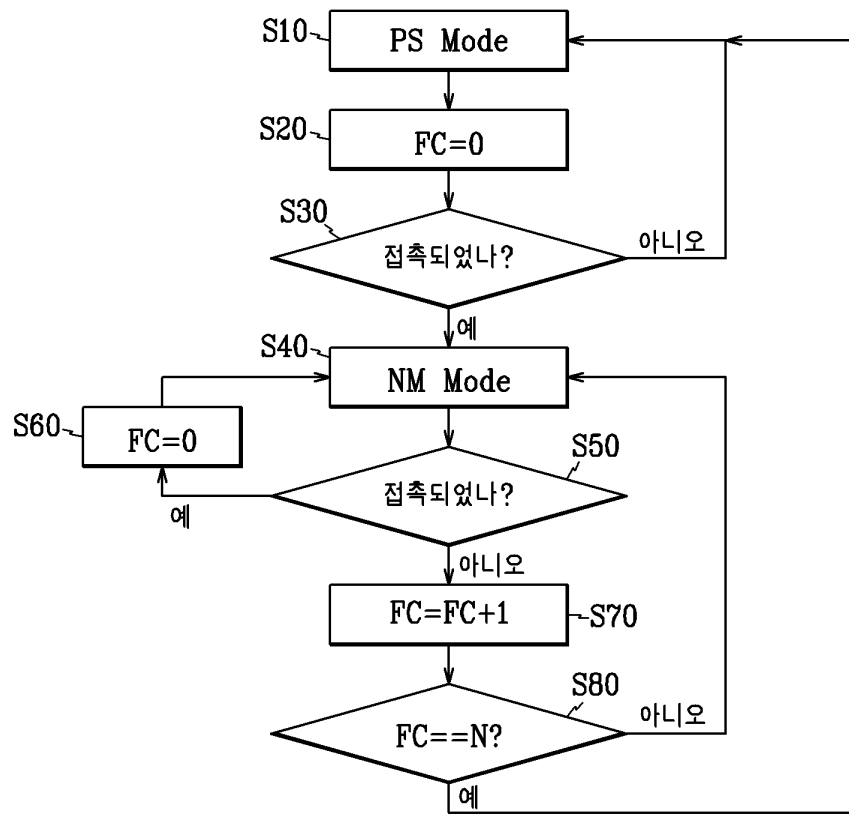 S10
PS Mode
S20
FC=0
S30
접촉되었나?
아니오
예
S40
NM Mode
S60
FC=0
S50
접촉되었나?
예
아니오
FC=FC+1
S70
S80
FC==N?
아니오
예